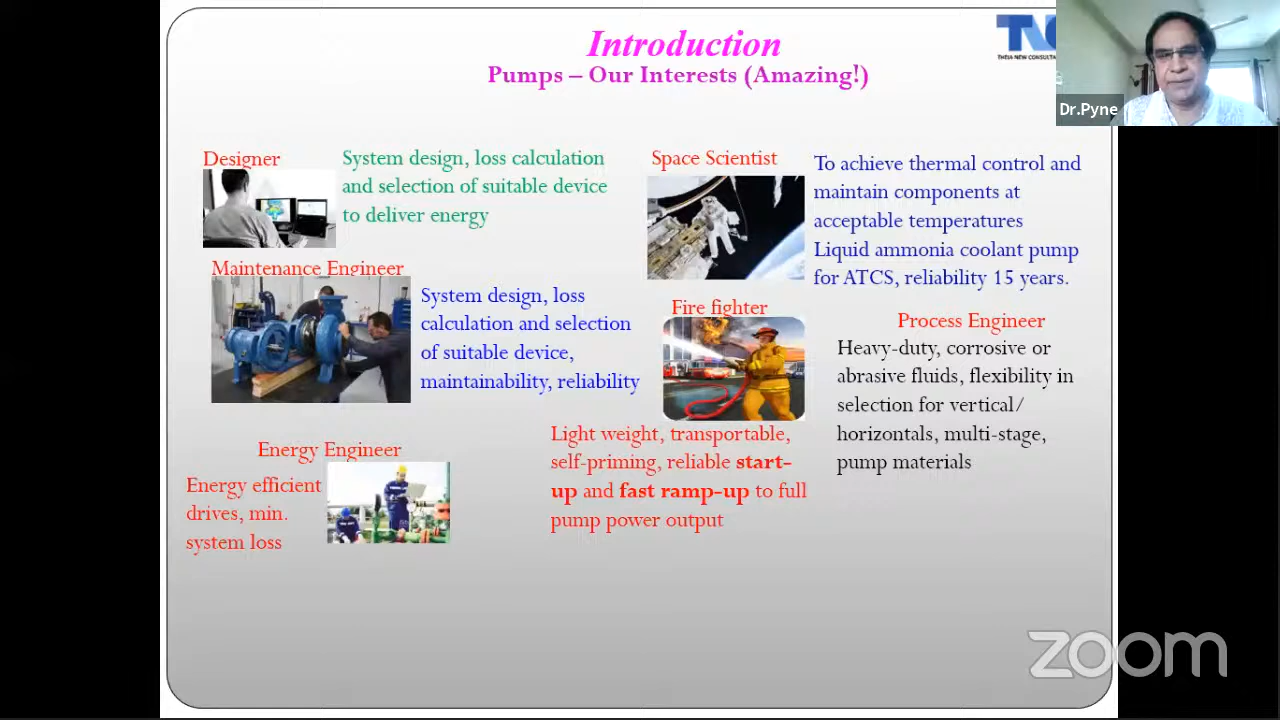 Introduction
Pumps – Our Interests (Amazing!)
THEIA NEW
Dr.Pyne
Designer
System design, loss calculation
and selection of suitable device
to deliver energy
Maintenance Engineer
System design, loss
calculation and selection
of suitable device,
maintainability, reliability
Energy Engineer
Energy efficient
drives, min.
system loss
Space Scientist
To achieve thermal control and
maintain components at
acceptable temperatures
Liquid ammonia coolant pump
for ATCS, reliability 15 years.
Fire fighter
Light weight, transportable,
self-priming, reliable start-
up and fast ramp-up to full
pump power output
Process Engineer
Heavy-duty, corrosive or
abrasive fluids, flexibility in
selection for vertical/
horizontals, multi-stage,
pump materials
zoom